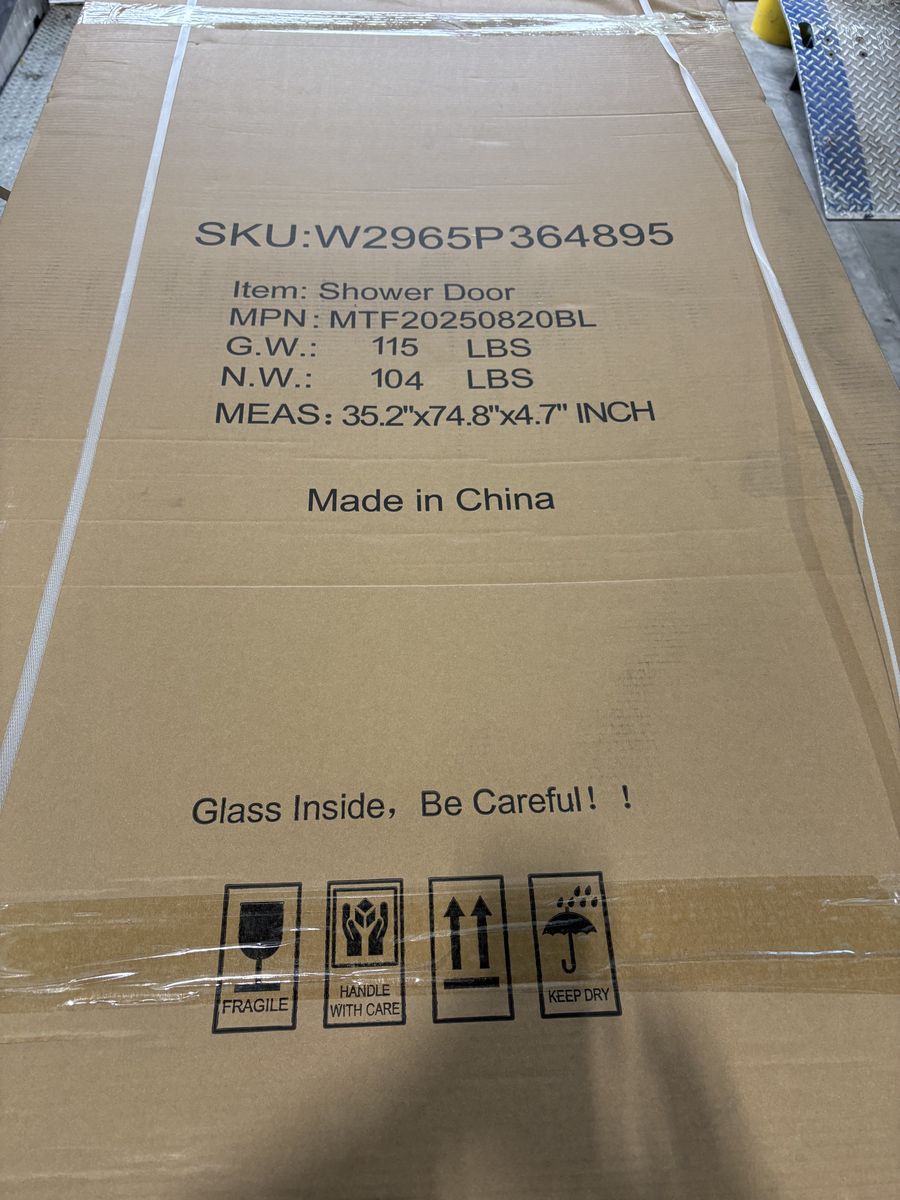 SKU:W2965P364895
Item: Shower Door
MPN: MTF20250820BL
G.W.: 115 LBS
N.W.: 104 LBS
MEAS: 35.2"x74.8"x4.7" INCH
Made in China
Glass Inside, Be Careful! !
FRAGILE
HANDLE
WITH CARE
KEEP DRY